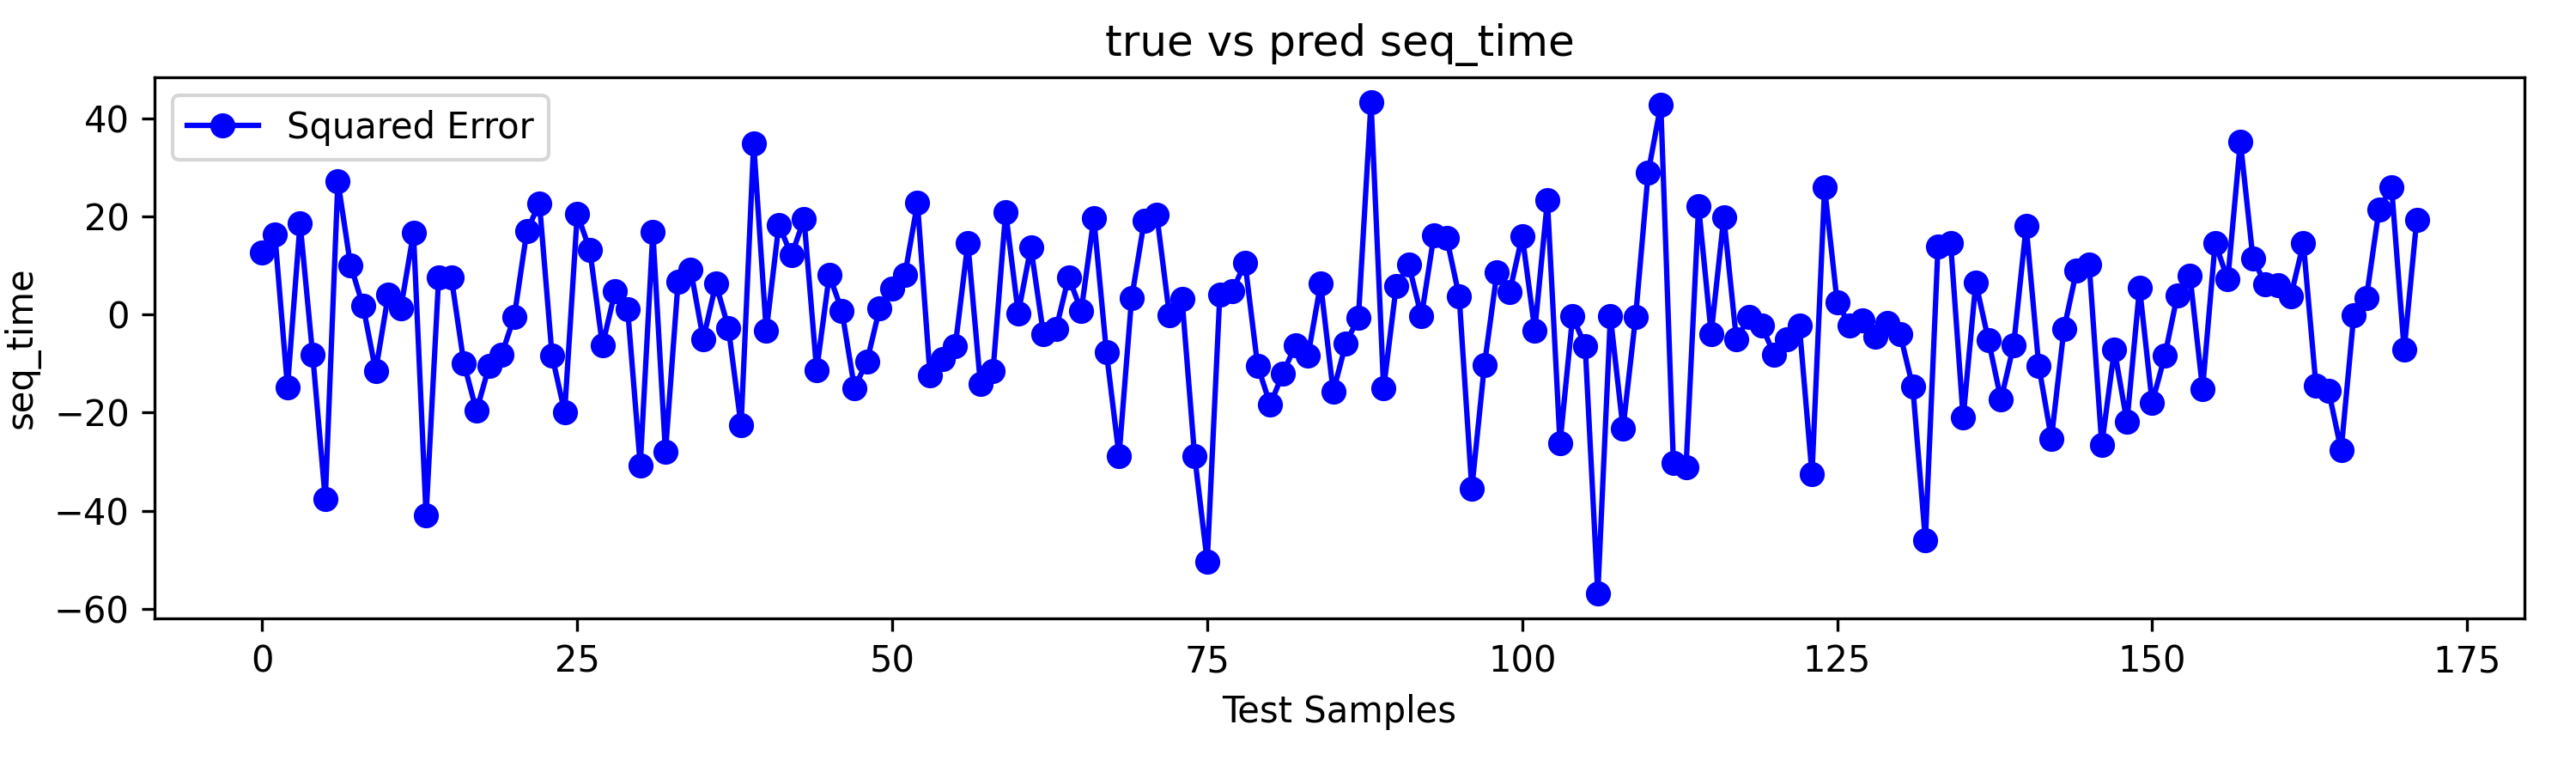 true vs pred seq_time
Squared Error
40
20
0
−20
−40
−60
seq_time
0 25 50 75 100 125 150 175
Test Samples